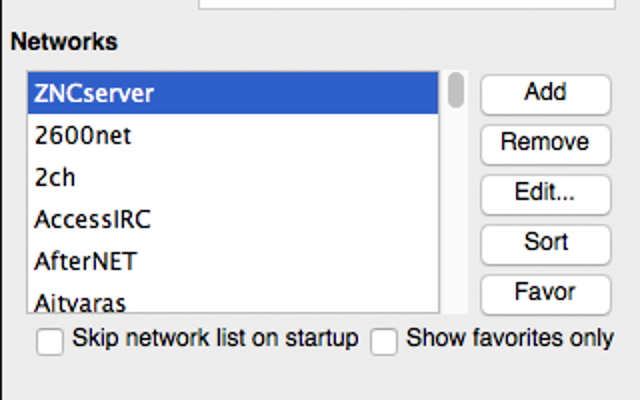 Networks
ZNCserver
Add
2600net
Remove
2ch
Edit...
AccessIRC
Sort
AfterNET
Favor
Aitvaras
Skip network list on startup Show favorites only